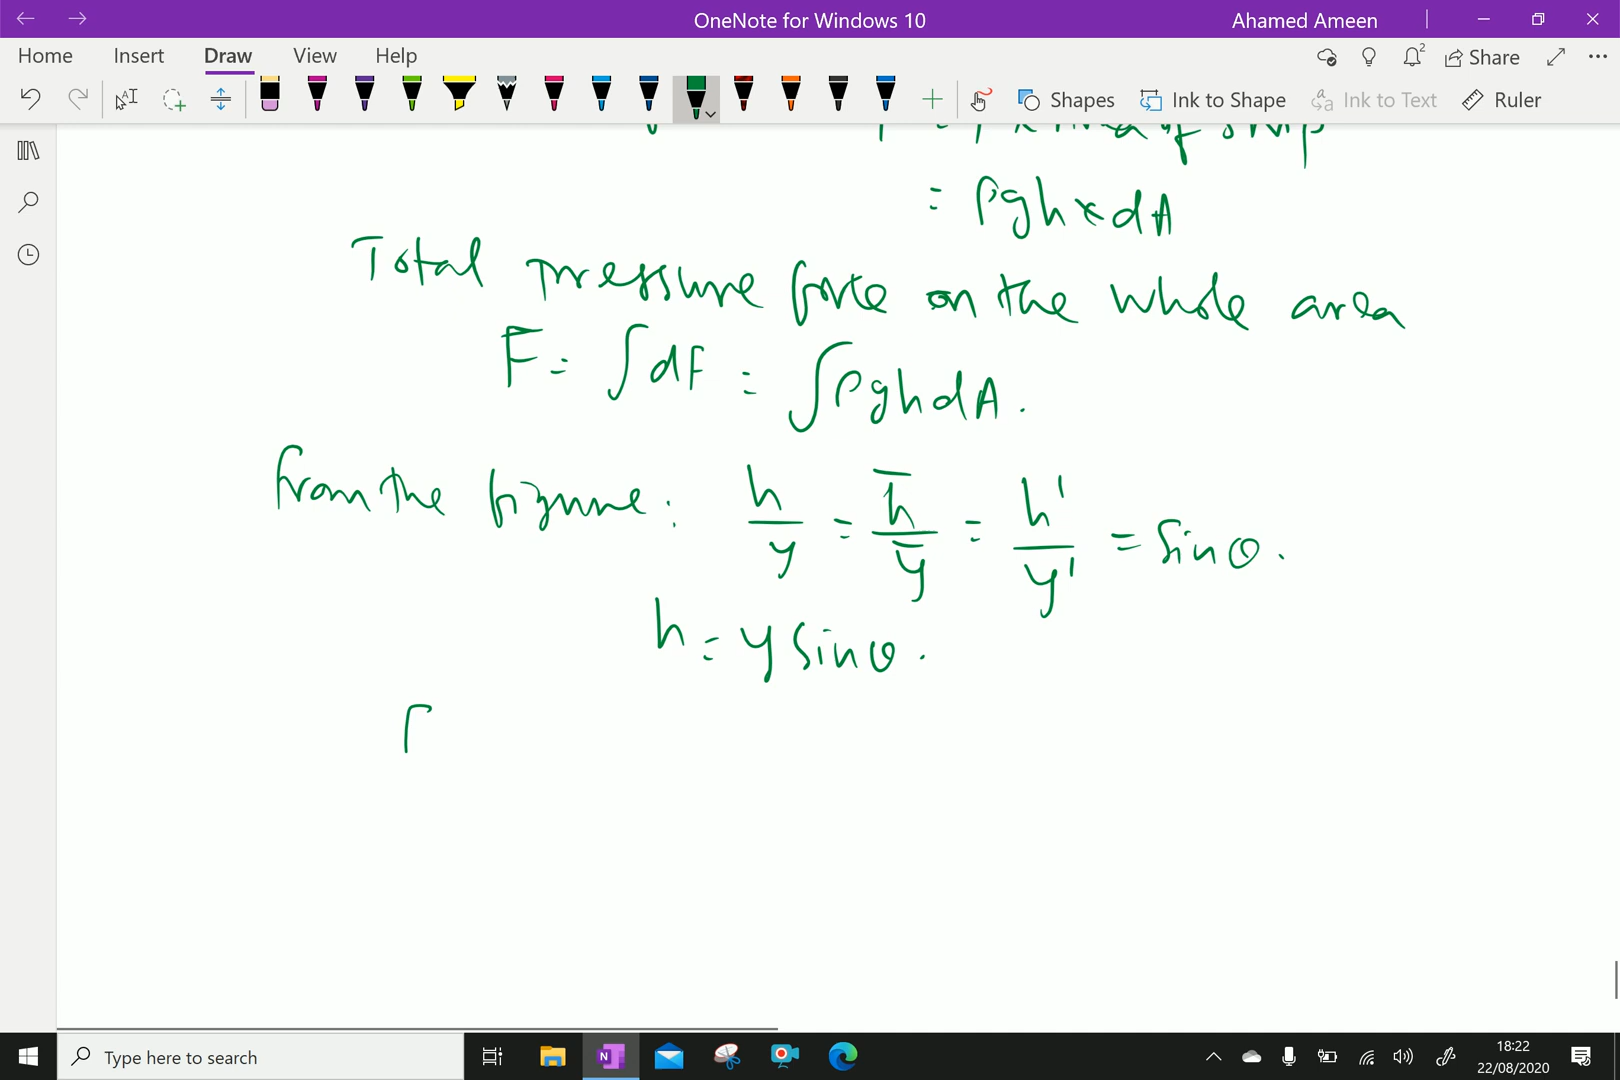 OneNote for Windows 10
Ahamed Ameen
Home Insert Draw View Help
2 Share
Shapes Ink to Shape Ink to Text Ruler
= ρgh × dA
Total pressure force on the whole area
F = ∫dF = ∫ρghdA.
from the figure: h/y = h̄/ȳ = h'/y' = sinθ.
h = y sinθ.
Type here to search
18:22
22/08/2020